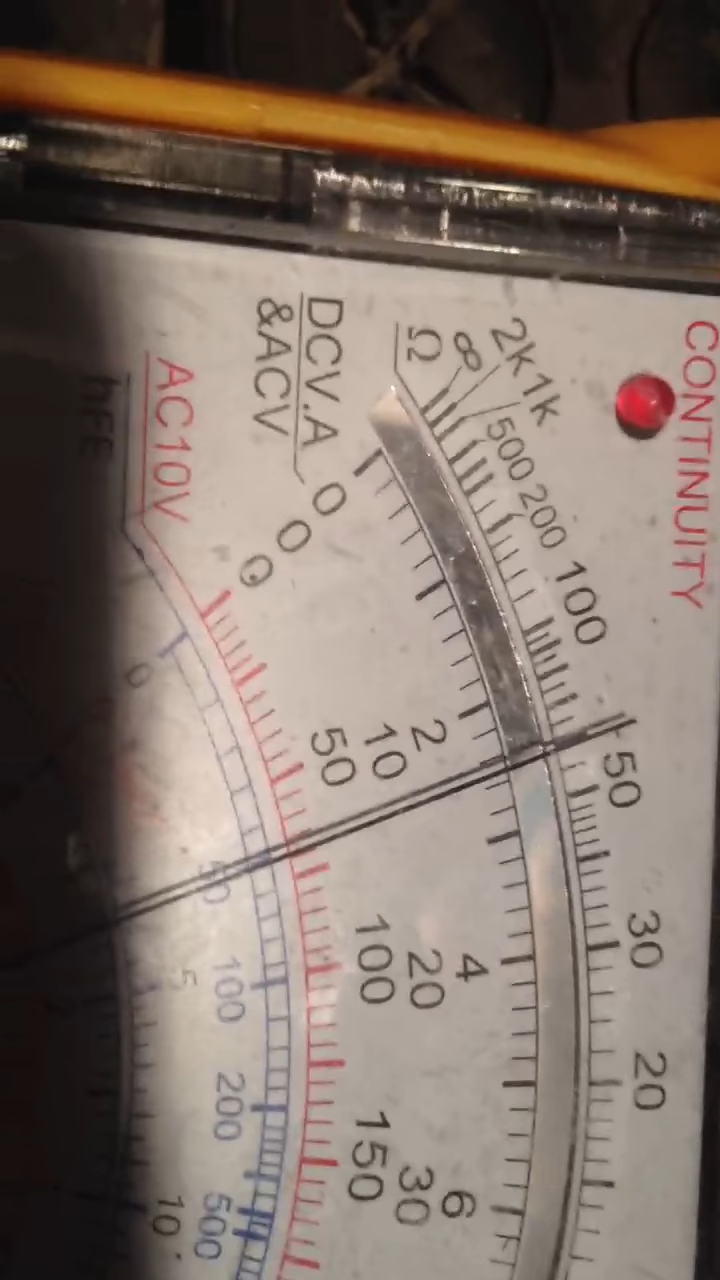 CONTINUITY
Ω
∞ 2k 1k 500 200 100 50 30 20
DCV.A
&ACV
0 2 4 6
0 10 20 30
0 50 100 150
AC10V
hFE
0 50 100 200 500
5 10